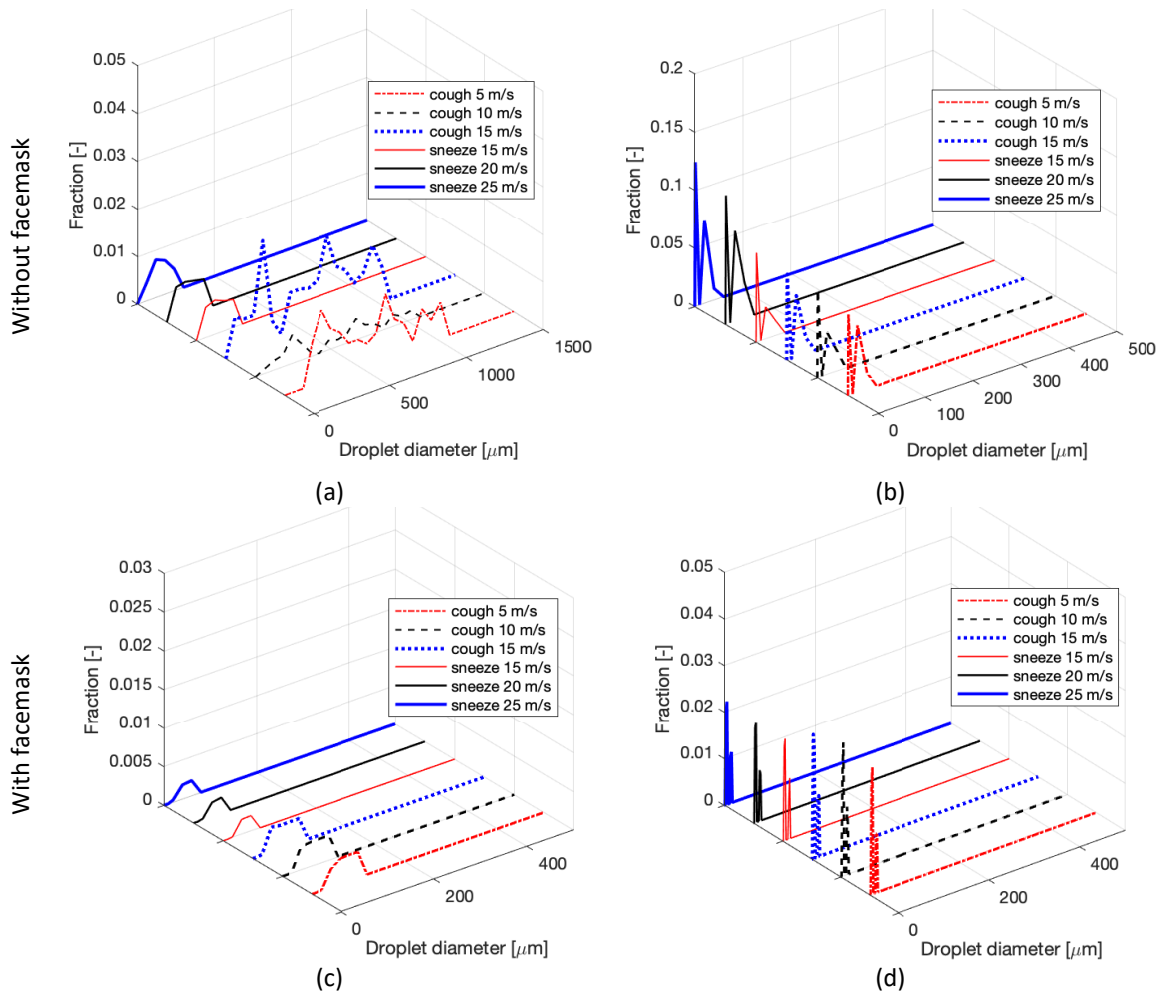 Without facemask
0.05
0.04
0.03
0.02
0.01
0
Fraction [-]
cough 5 m/s
cough 10 m/s
cough 15 m/s
sneeze 15 m/s
sneeze 20 m/s
sneeze 25 m/s
0
500
1000
1500
Droplet diameter [μm]
(a)
0.2
0.15
0.1
0.05
0
Fraction [-]
cough 5 m/s
cough 10 m/s
cough 15 m/s
sneeze 15 m/s
sneeze 20 m/s
sneeze 25 m/s
0
100
200
300
400
500
Droplet diameter [μm]
(b)
With facemask
0.03
0.025
0.02
0.015
0.01
0.005
0
Fraction [-]
cough 5 m/s
cough 10 m/s
cough 15 m/s
sneeze 15 m/s
sneeze 20 m/s
sneeze 25 m/s
0
200
400
Droplet diameter [μm]
(c)
0.05
0.04
0.03
0.02
0.01
0
Fraction [-]
cough 5 m/s
cough 10 m/s
cough 15 m/s
sneeze 15 m/s
sneeze 20 m/s
sneeze 25 m/s
0
200
400
Droplet diameter [μm]
(d)